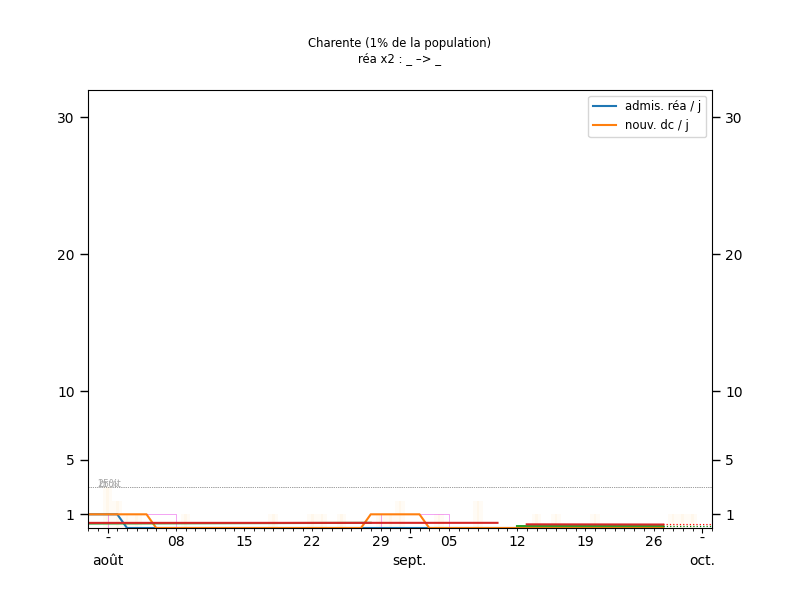 Charente (1% de la population)
réa x2 : _ –> _
admis. réa / j
nouv. dc / j
30 30
20 20
10 10
5 5
1 1
- 08 15 22 29 - 05 12 19 26 -
août sept. oct.